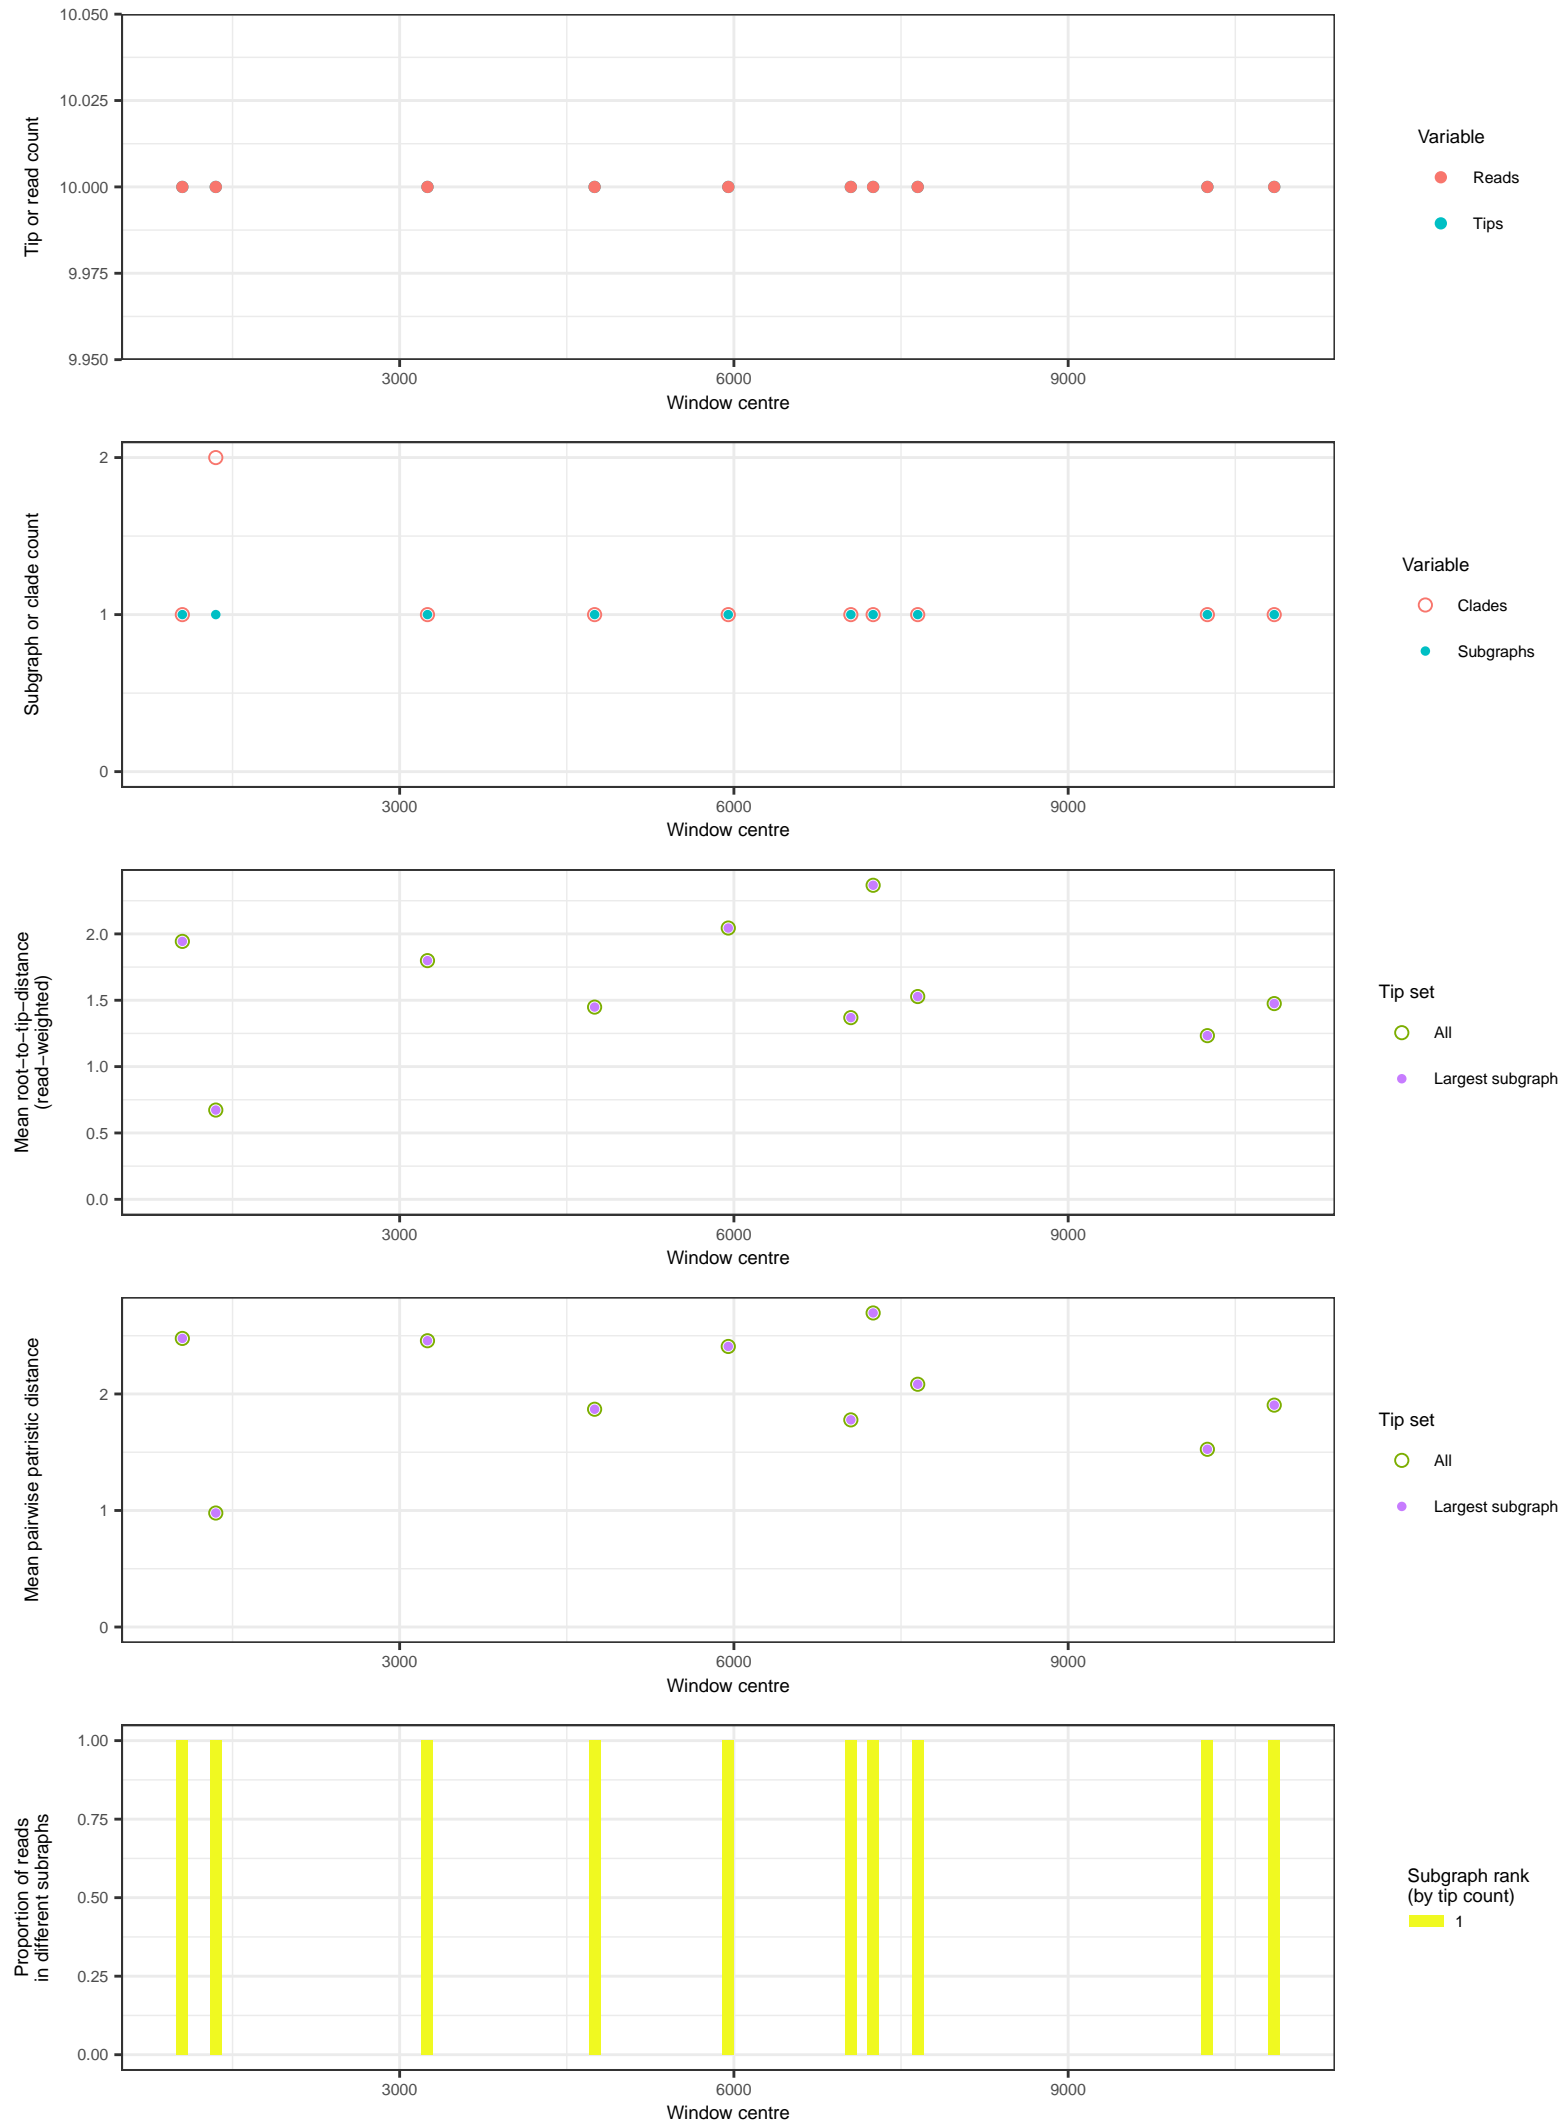 10.050
10.025
10.000
9.975
9.950
Tip or read count
3000
6000
9000
Window centre
Variable
Reads
Tips
2
1
0
Subgraph or clade count
3000
6000
9000
Window centre
Variable
Clades
Subgraphs
2.0
1.5
1.0
0.5
0.0
Mean root−to−tip−distance
(read−weighted)
3000
6000
9000
Window centre
Tip set
All
Largest subgraph
2
1
0
Mean pairwise patristic distance
3000
6000
9000
Window centre
Tip set
All
Largest subgraph
1.00
0.75
0.50
0.25
0.00
Proportion of reads
in different subraphs
3000
6000
9000
Window centre
Subgraph rank
(by tip count)
1